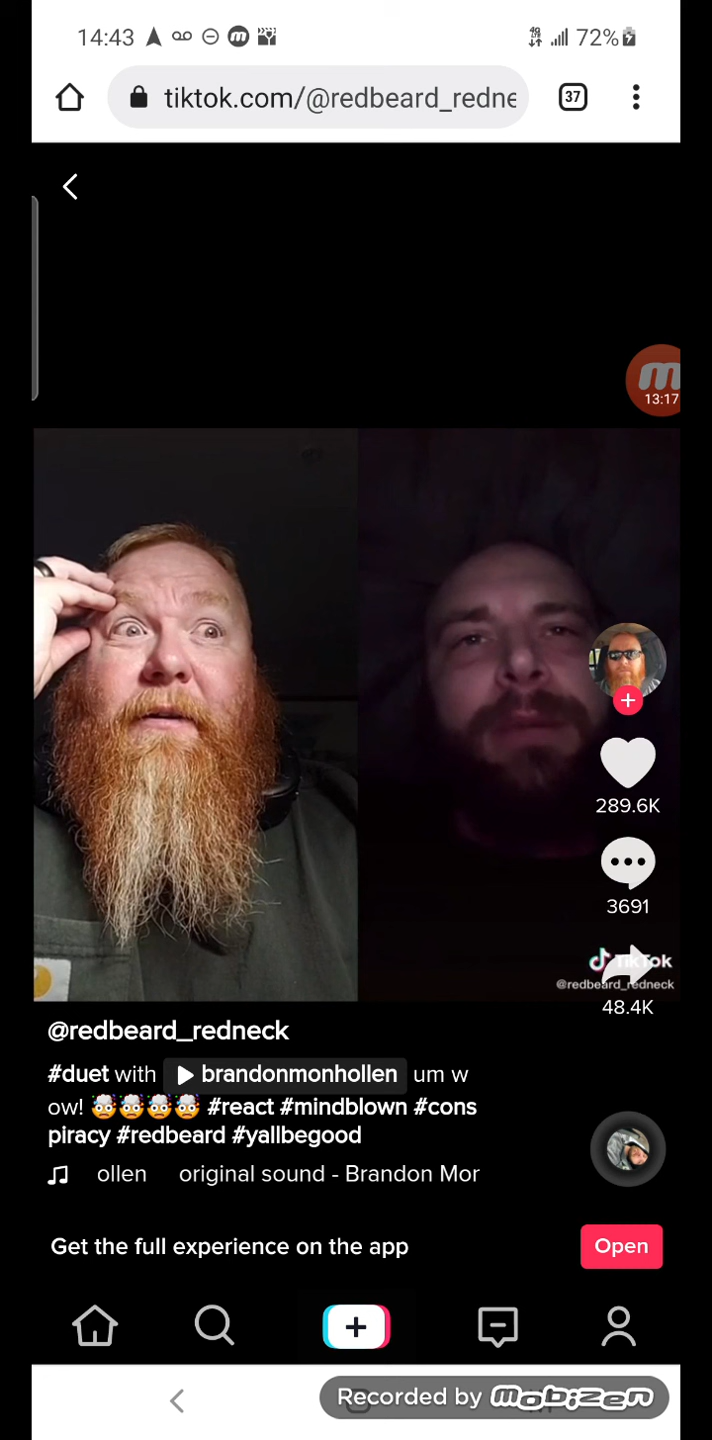 14:43
4G
72%
tiktok.com/@redbeard_redne
37
m
13:17
289.6K
3691
TikTok
@redbeard_redneck
48.4K
@redbeard_redneck
#duet with brandonmonhollen um w
ow! 🤯🤯🤯🤯 #react #mindblown #cons
piracy #redbeard #yallbegood
ollen original sound - Brandon Mor
Get the full experience on the app
Open
Recorded by mobizen